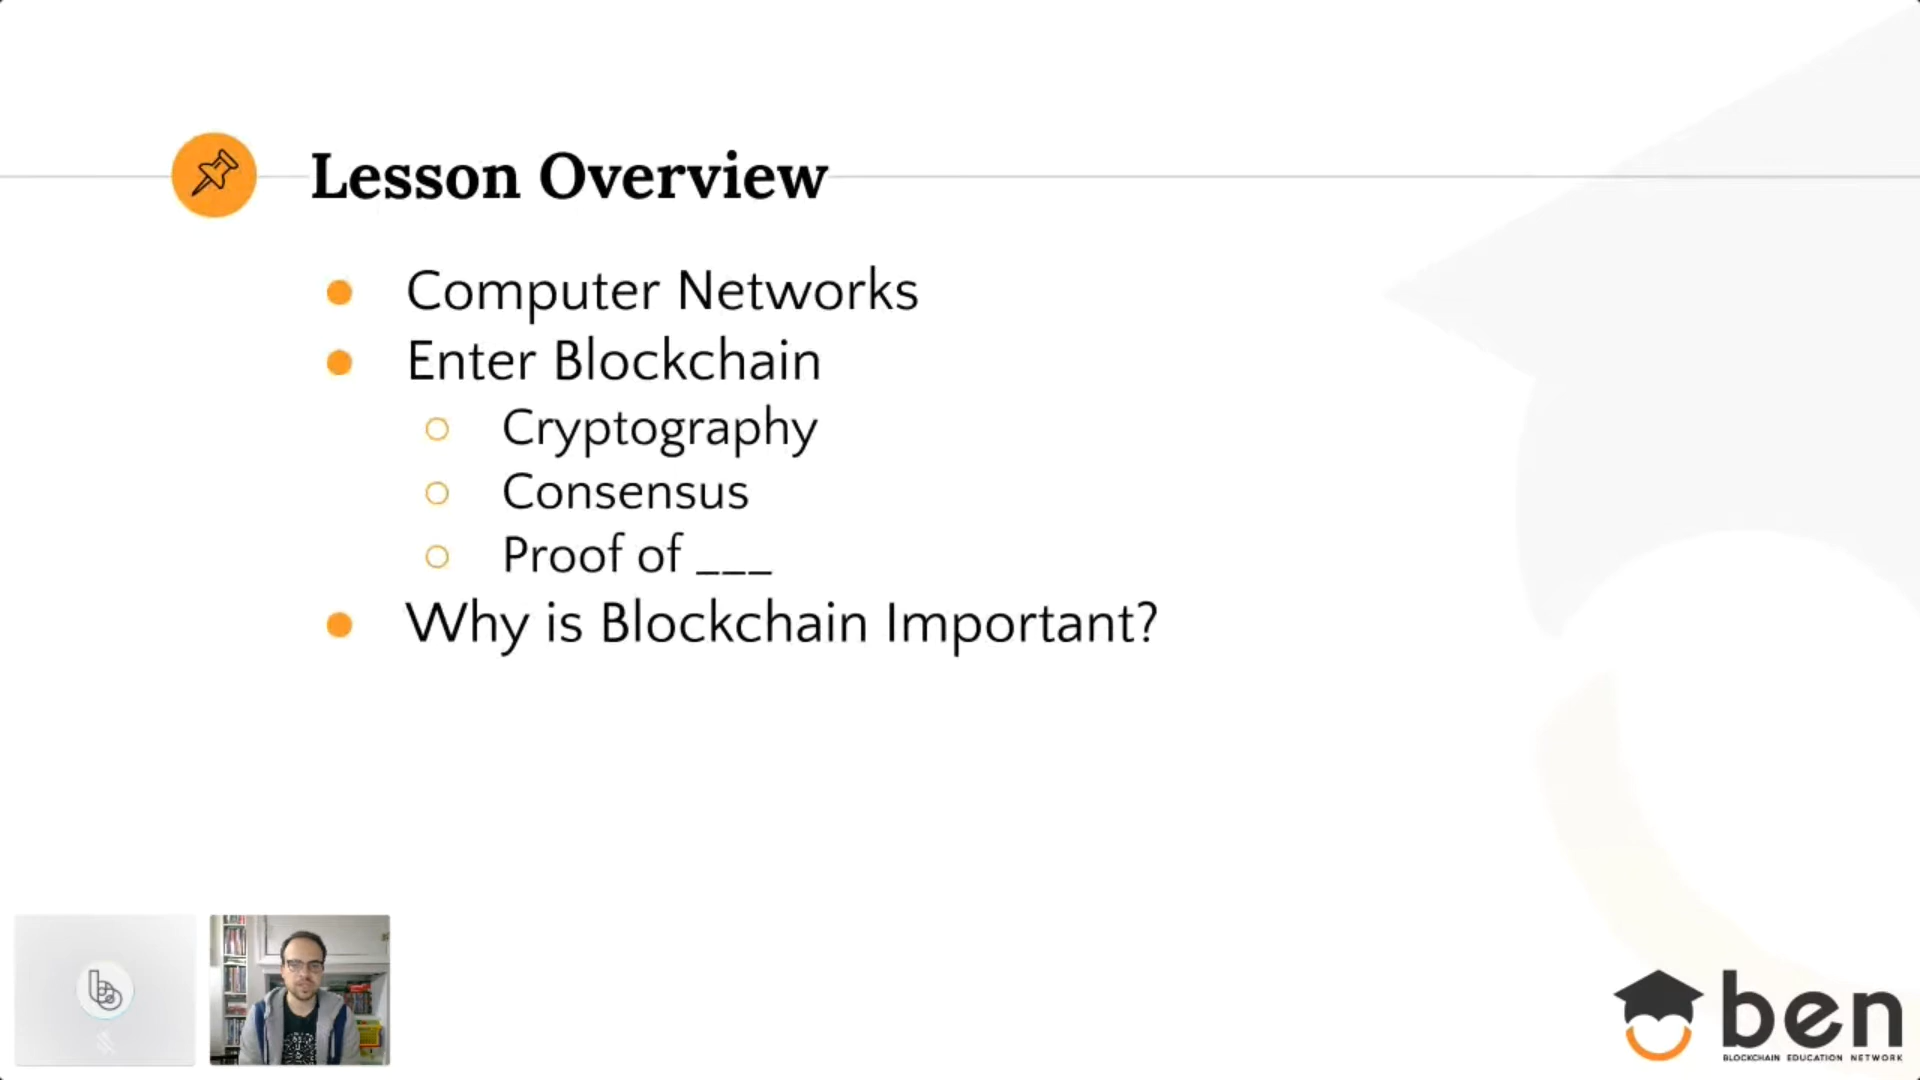 Lesson Overview
Computer Networks
Enter Blockchain
Cryptography
Consensus
Proof of ___
Why is Blockchain Important?
ben
BLOCKCHAIN EDUCATION NETWORK